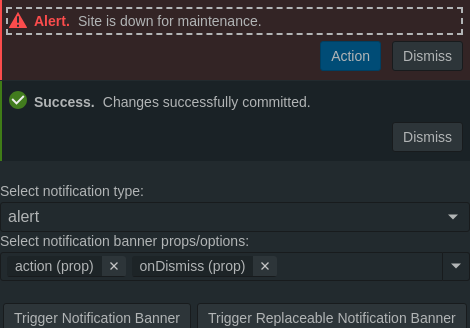 Alert. Site is down for maintenance.
Action Dismiss
Success. Changes successfully committed.
Dismiss
Select notification type:
alert
Select notification banner props/options:
action (prop) × onDismiss (prop) ×
Trigger Notification Banner Trigger Replaceable Notification Banner